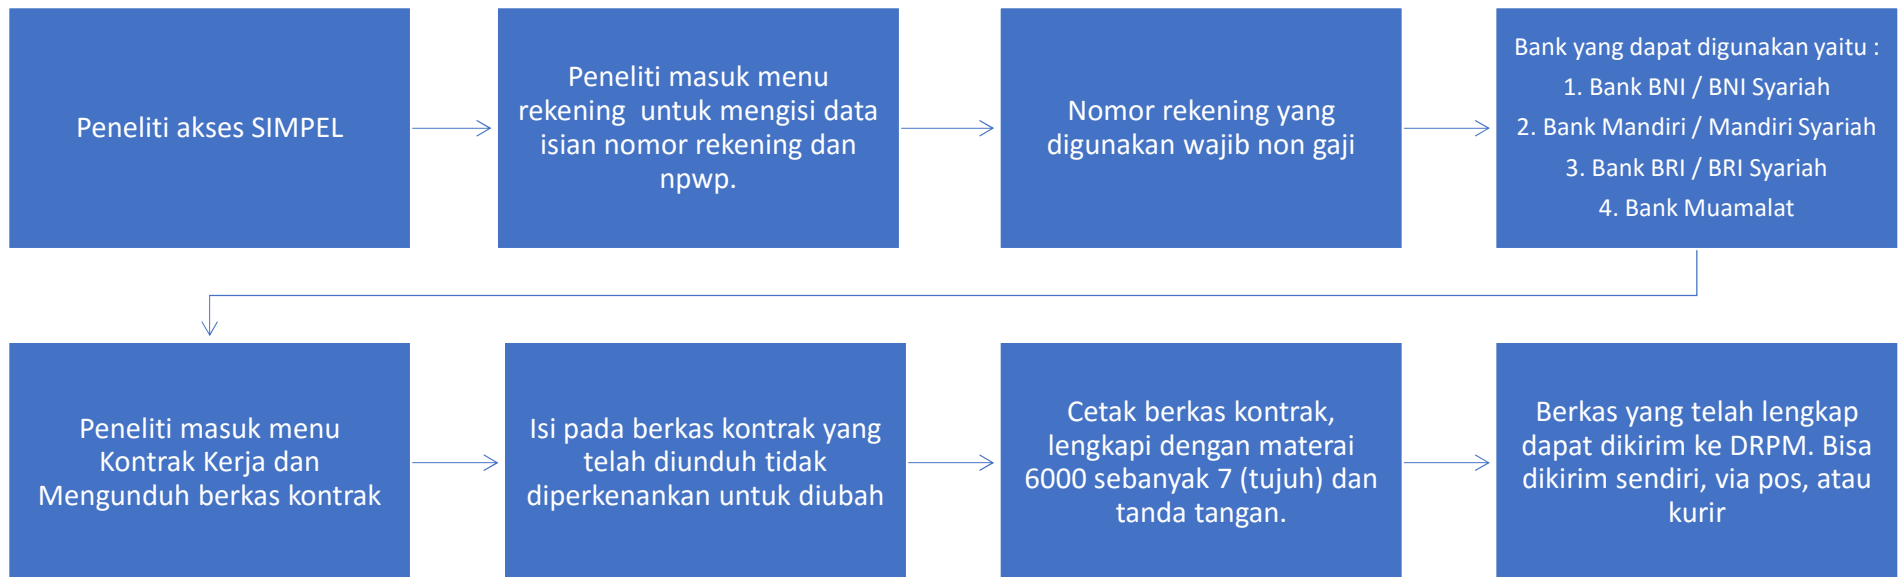 Peneliti akses SIMPEL
Peneliti masuk menu
rekening  untuk mengisi data
isian nomor rekening dan
npwp.
Nomor rekening yang
digunakan wajib non gaji
Bank yang dapat digunakan yaitu :
1. Bank BNI / BNI Syariah
2. Bank Mandiri / Mandiri Syariah
3. Bank BRI / BRI Syariah
4. Bank Muamalat
Peneliti masuk menu
Kontrak Kerja dan
Mengunduh berkas kontrak
Isi pada berkas kontrak yang
telah diunduh tidak
diperkenankan untuk diubah
Cetak berkas kontrak,
lengkapi dengan materai
6000 sebanyak 7 (tujuh) dan
tanda tangan.
Berkas yang telah lengkap
dapat dikirim ke DRPM. Bisa
dikirim sendiri, via pos, atau
kurir